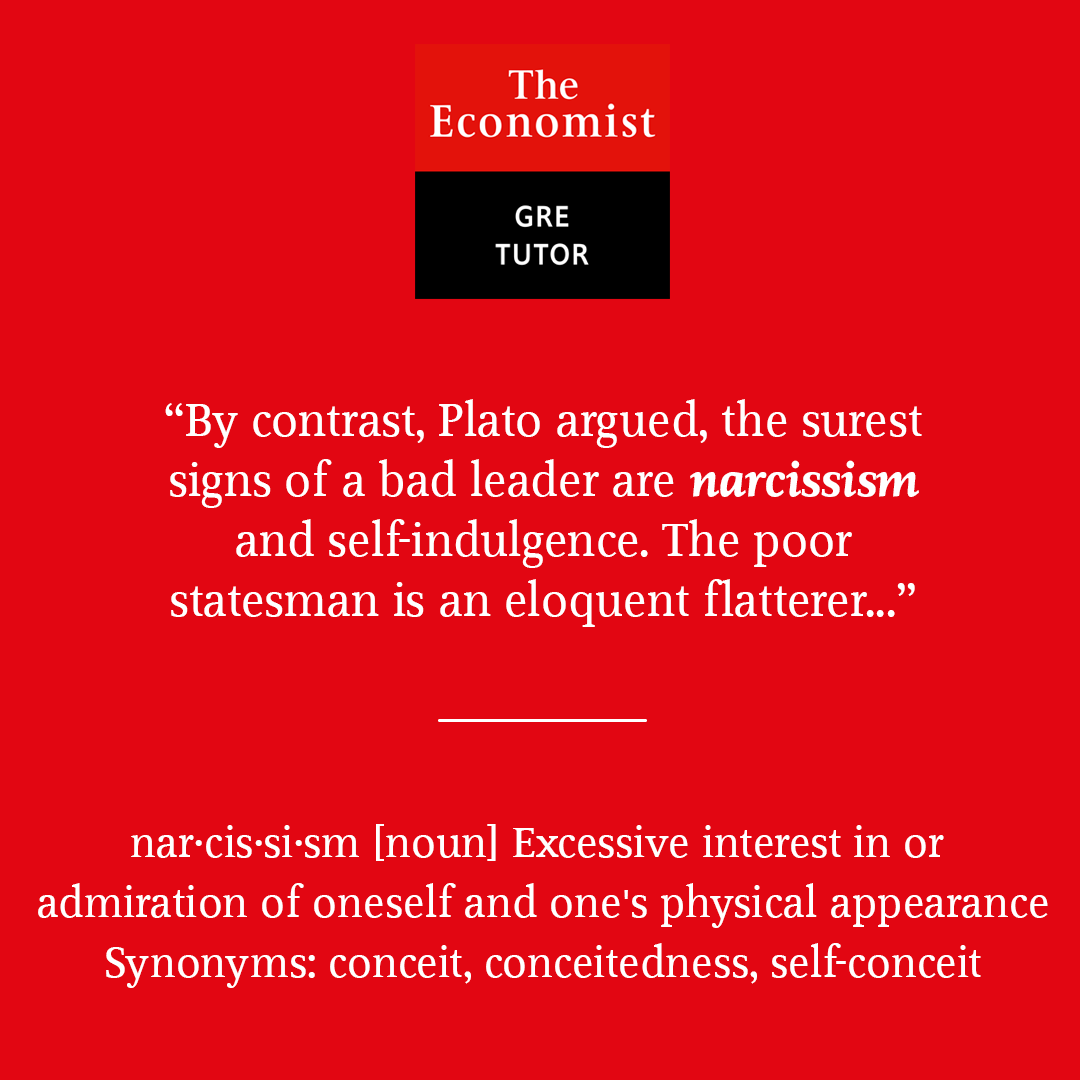 The
Economist
GRE
TUTOR
“By contrast, Plato argued, the surest
signs of a bad leader are narcissism
and self-indulgence. The poor
statesman is an eloquent flatterer...”
nar·cis·si·sm [noun] Excessive interest in or
admiration of oneself and one's physical appearance
Synonyms: conceit, conceitedness, self-conceit